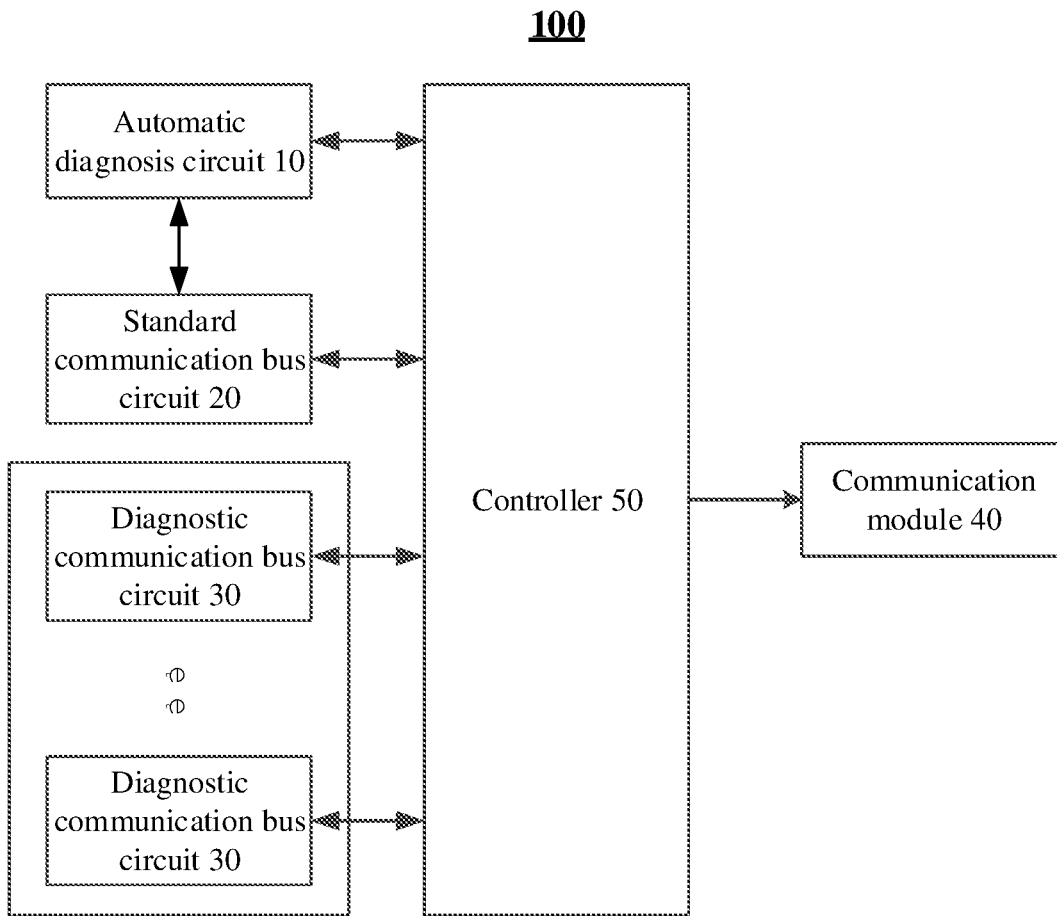 100
Automatic
diagnosis circuit 10
Standard
communication bus
circuit 20
Diagnostic
communication bus
circuit 30
Diagnostic
communication bus
circuit 30
Controller 50
Communication
module 40